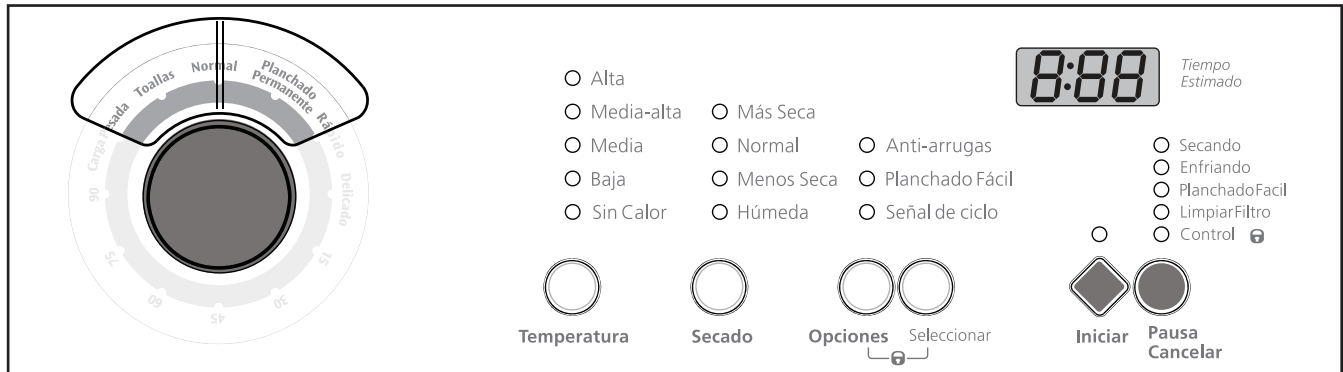 Carga Pesada
Toallas
Normal
Planchado
Permanente
Rápido
Delicado
15
30
45
60
75
90
Alta
Media-alta
Media
Baja
Sin Calor
Temperatura
Más Seca
Normal
Menos Seca
Húmeda
Secado
Anti-arrugas
Planchado Fácil
Señal de ciclo
Opciones Seleccionar
8:88
Tiempo
Estimado
Secando
Enfriando
PlanchadoFacil
LimpiarFiltro
Control
Iniciar
Pausa
Cancelar